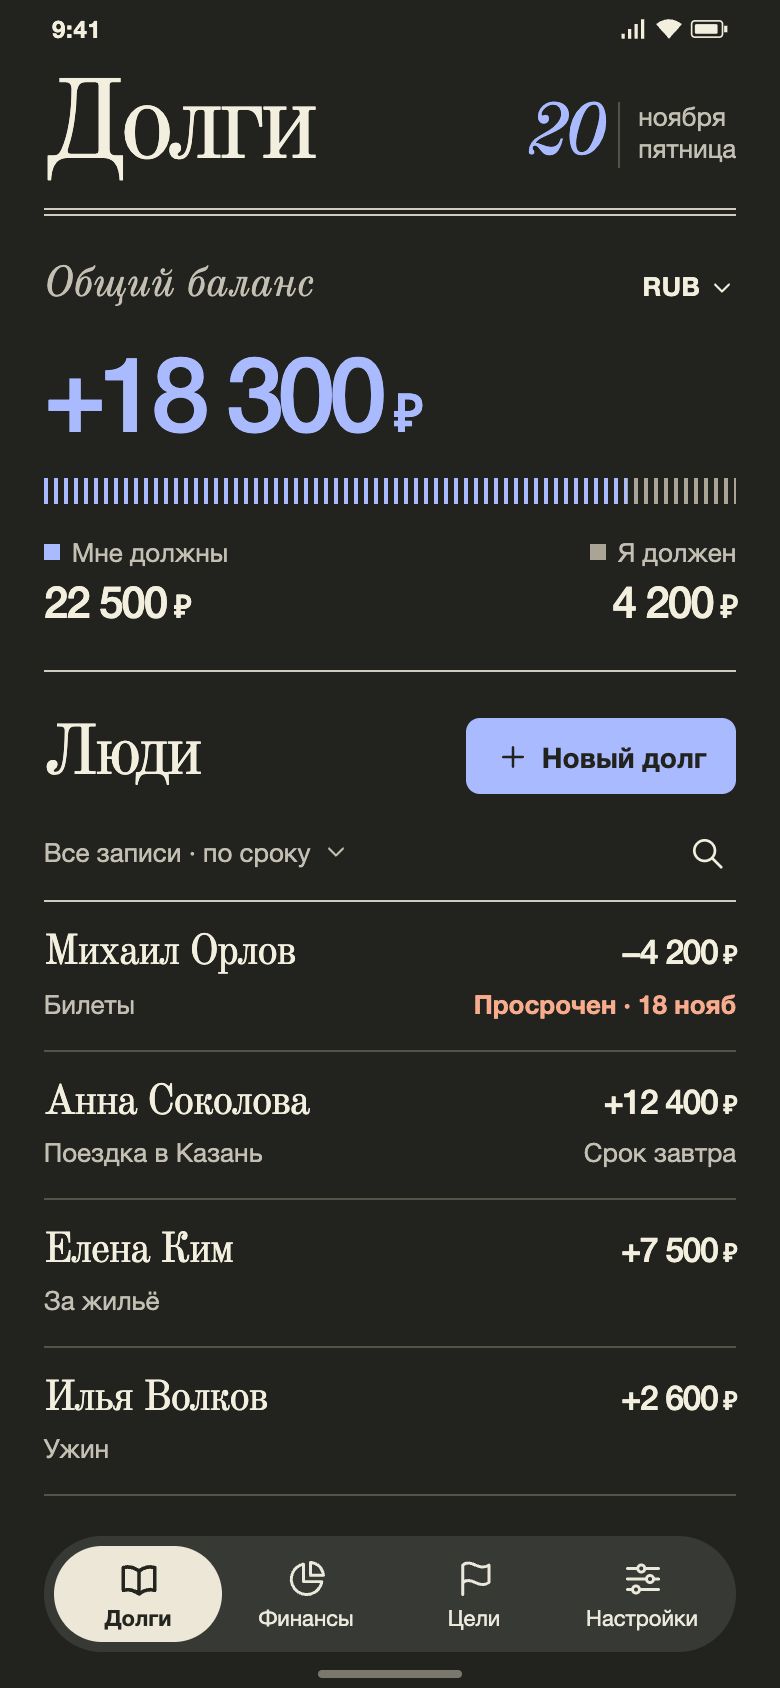 9:41
Долги
20
ноября
пятница
Общий баланс
RUB
+18 300 ₽
Мне должны
Я должен
22 500 ₽
4 200 ₽
Люди
+ Новый долг
Все записи · по сроку
Михаил Орлов
–4 200 ₽
Билеты
Просрочен · 18 нояб
Анна Соколова
+12 400 ₽
Поездка в Казань
Срок завтра
Елена Ким
+7 500 ₽
За жильё
Илья Волков
+2 600 ₽
Ужин
Долги
Финансы
Цели
Настройки